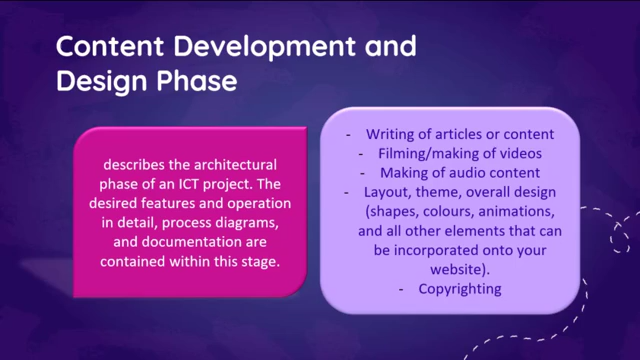 Content Development and
Design Phase
describes the architectural
phase of an ICT project. The
desired features and operation
in detail, process diagrams,
and documentation are
contained within this stage.
- Writing of articles or content
- Filming/making of videos
- Making of audio content
- Layout, theme, overall design
(shapes, colours, animations,
and all other elements that can
be incorporated onto your
website).
- Copyrighting